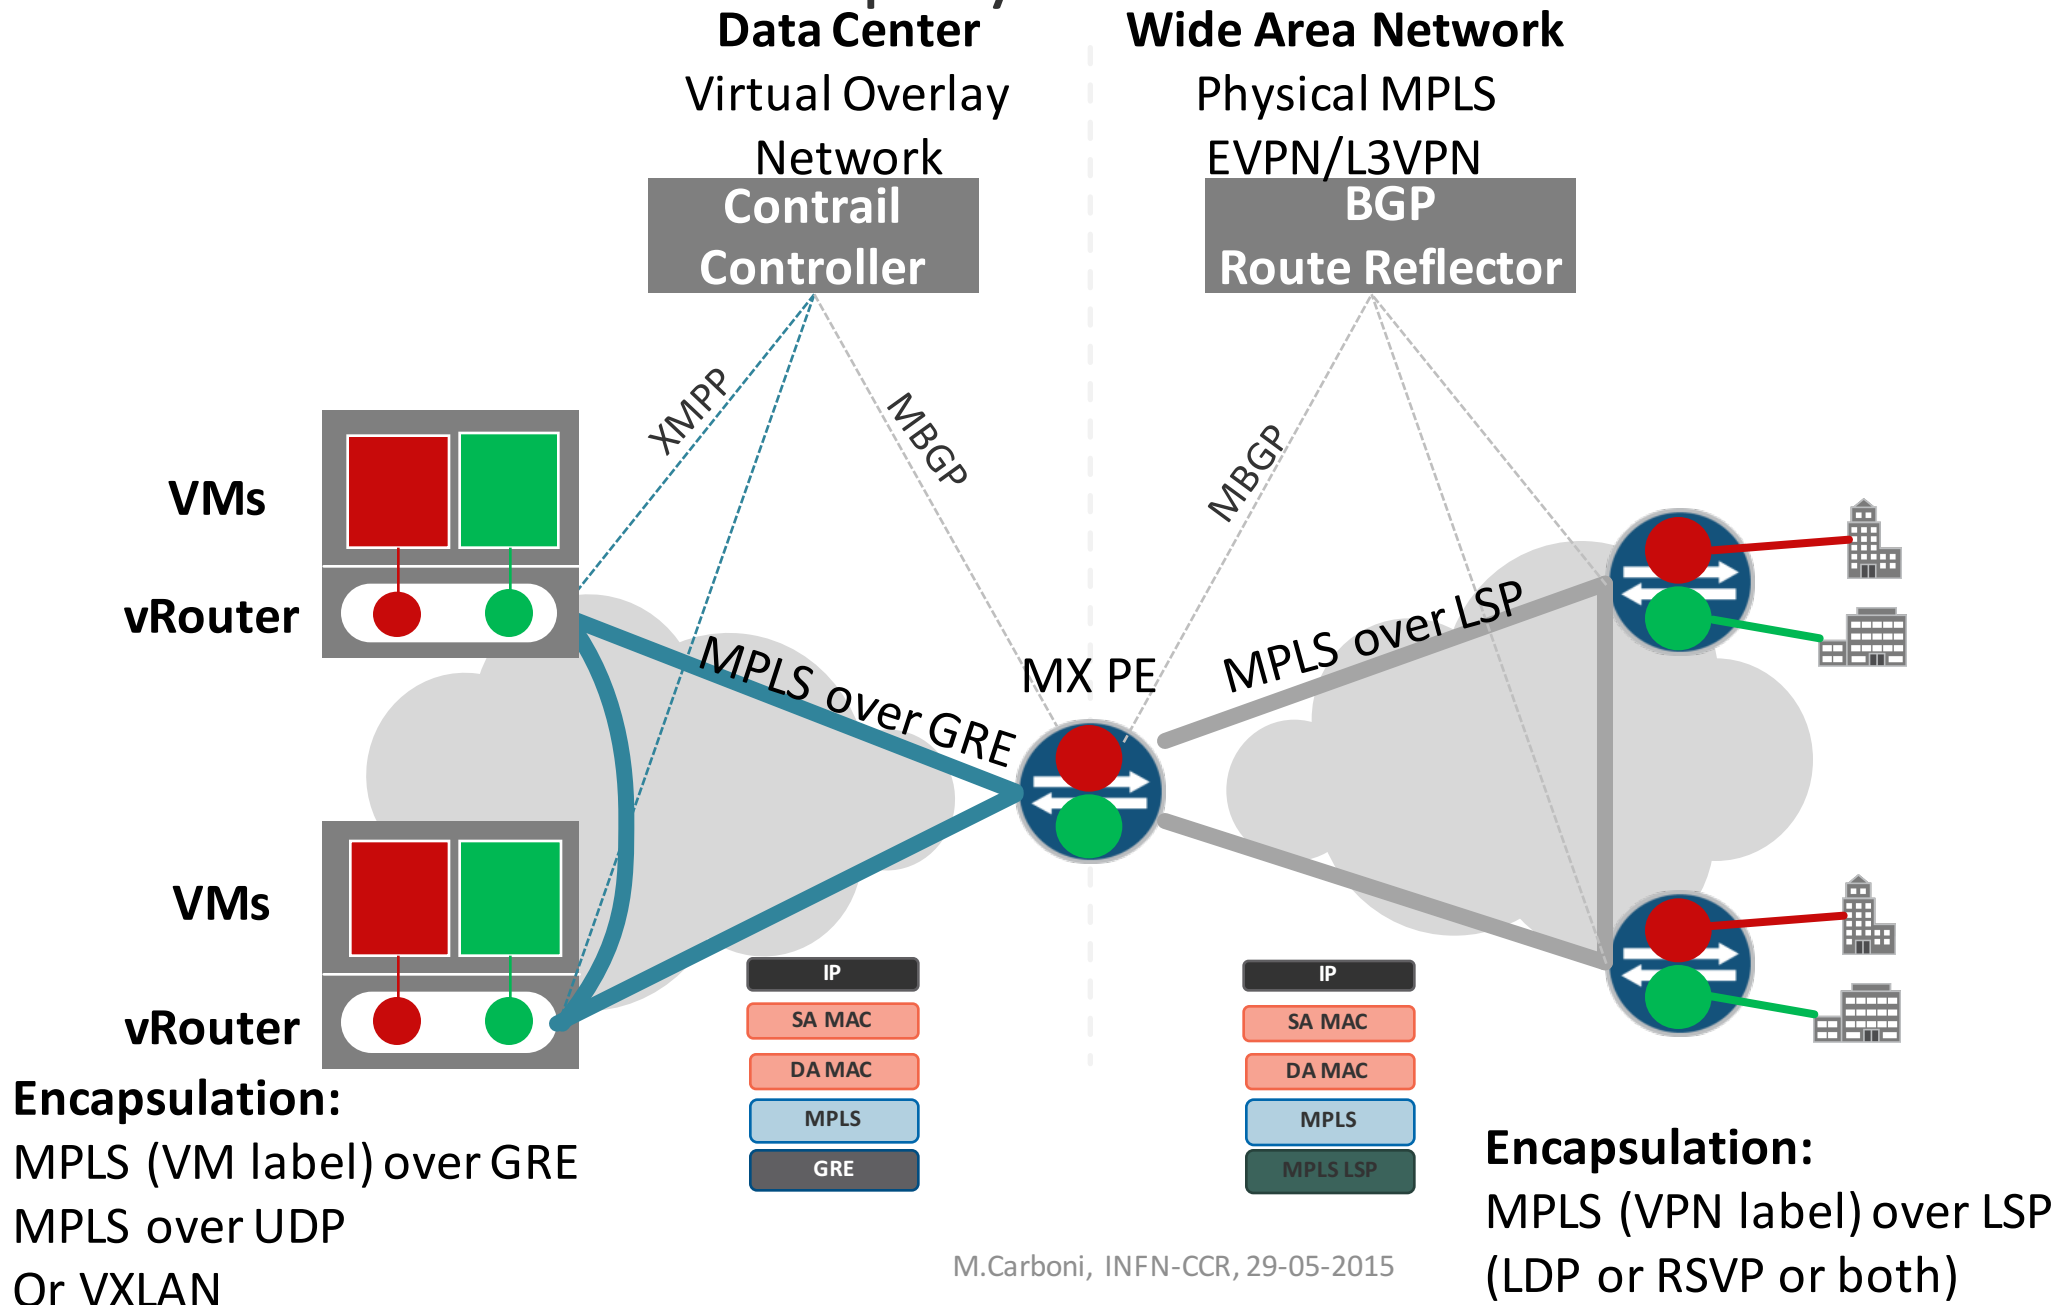 Data Center
Virtual Overlay
Network
Wide Area Network
Physical MPLS
EVPN/L3VPN
Contrail
Controller
BGP
Route Reflector
XMPP
MBGP
MBGP
VMs
vRouter
MPLS over GRE
MX PE
MPLS over LSP
VMs
vRouter
IP
SA MAC
DA MAC
MPLS
GRE
IP
SA MAC
DA MAC
MPLS
MPLS LSP
Encapsulation:
MPLS (VM label) over GRE
MPLS over UDP
Or VXLAN
Encapsulation:
MPLS (VPN label) over LSP
(LDP or RSVP or both)
M.Carboni, INFN-CCR, 29-05-2015